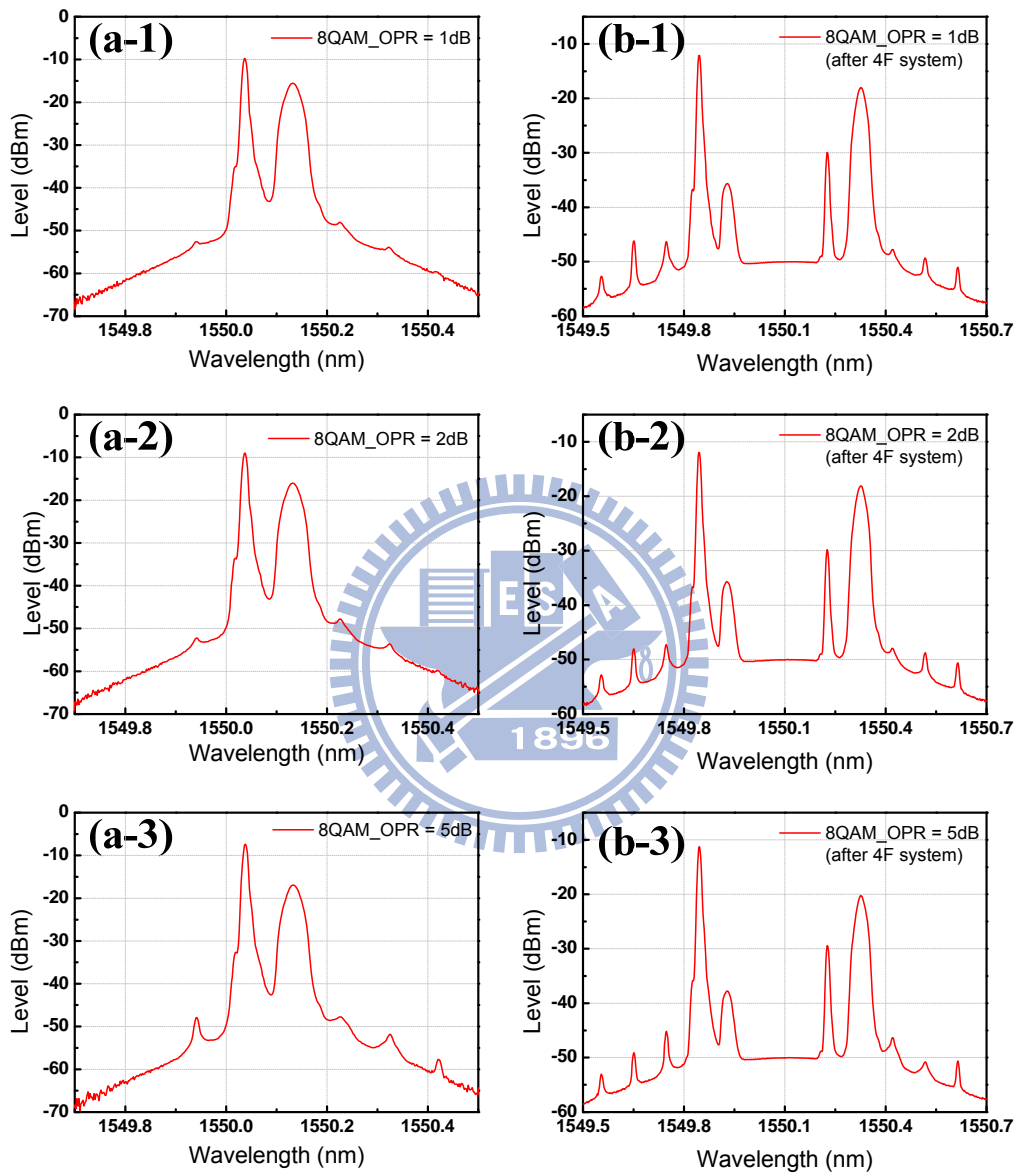 (a-1)
8QAM_OPR = 1dB
0
-10
-20
-30
-40
-50
-60
-70
Level (dBm)
1549.8 1550.0 1550.2 1550.4
Wavelength (nm)
(b-1)
8QAM_OPR = 1dB
(after 4F system)
-10
-20
-30
-40
-50
-60
Level (dBm)
1549.5 1549.8 1550.1 1550.4 1550.7
Wavelength (nm)
(a-2)
8QAM_OPR = 2dB
0
-10
-20
-30
-40
-50
-60
-70
Level (dBm)
1549.8 1550.0 1550.2 1550.4
Wavelength (nm)
(b-2)
8QAM_OPR = 2dB
(after 4F system)
-10
-20
-30
-40
-50
-60
Level (dBm)
1549.5 1549.8 1550.1 1550.4 1550.7
Wavelength (nm)
E S A
8
1896
(a-3)
8QAM_OPR = 5dB
0
-10
-20
-30
-40
-50
-60
-70
Level (dBm)
1549.8 1550.0 1550.2 1550.4
Wavelength (nm)
(b-3)
8QAM_OPR = 5dB
(after 4F system)
-10
-20
-30
-40
-50
-60
Level (dBm)
1549.5 1549.8 1550.1 1550.4 1550.7
Wavelength (nm)